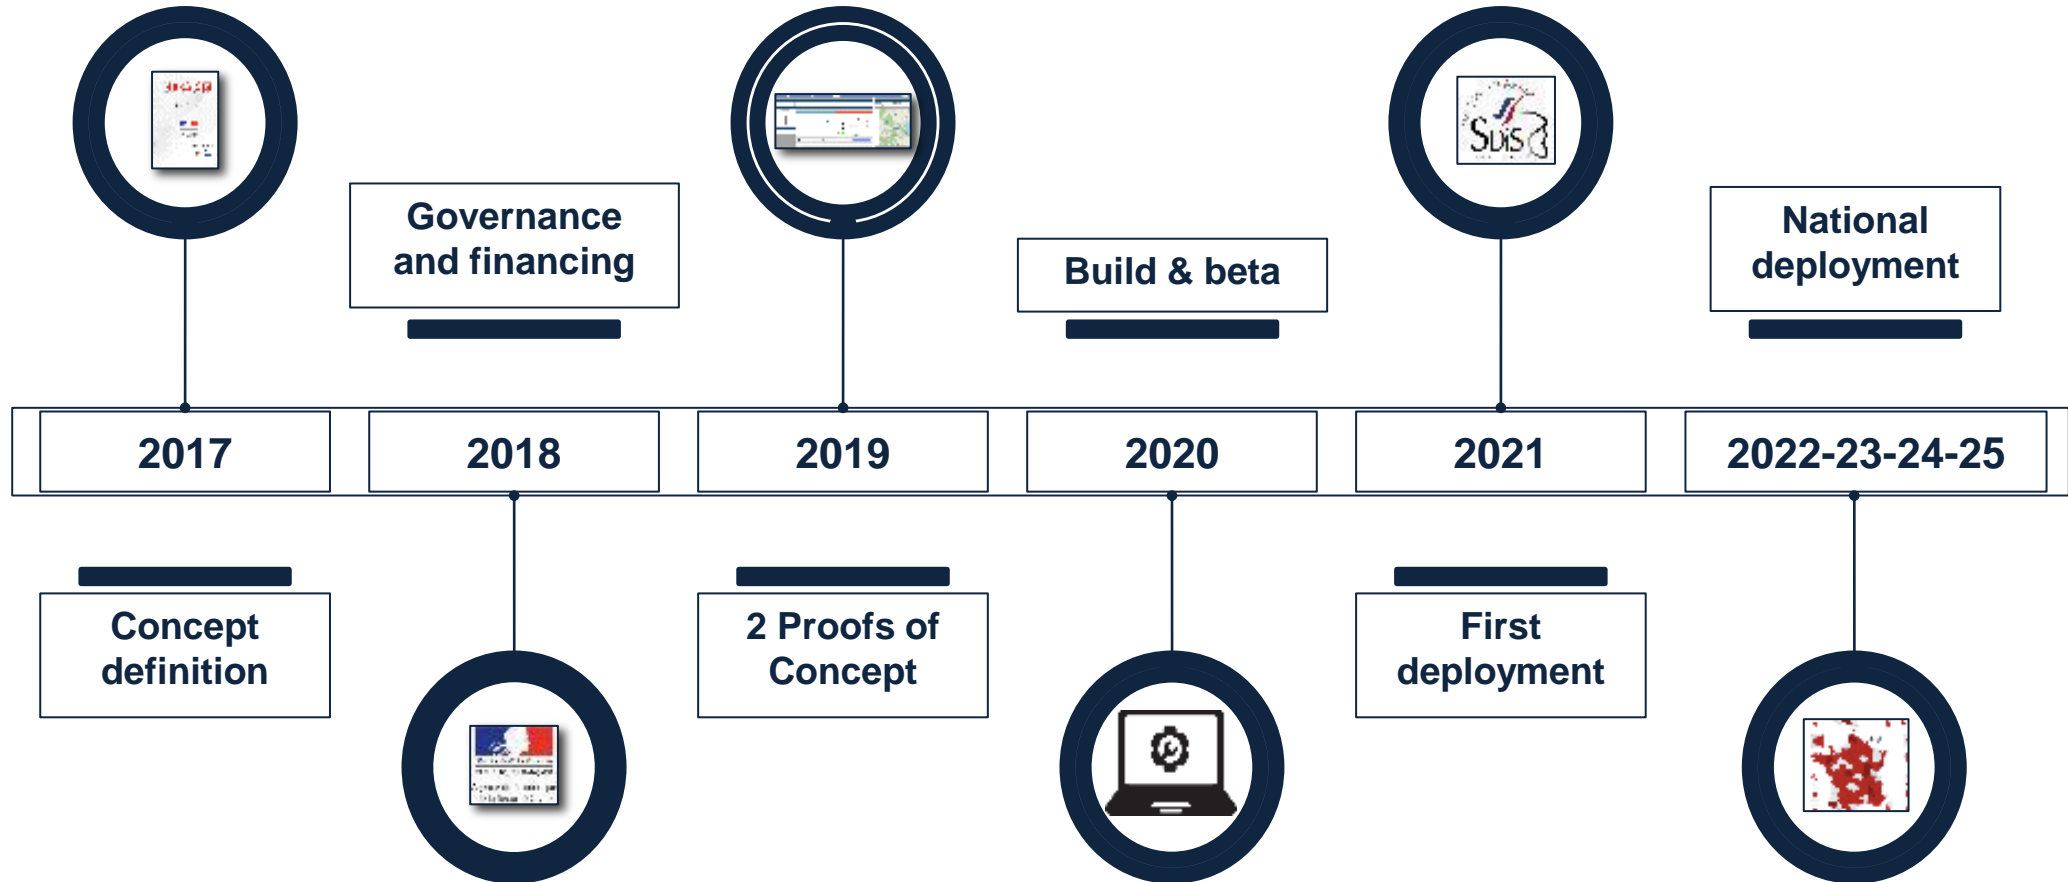 Governance
and financing
Build & beta
National
deployment
2017
2018
2019
2020
2021
2022-23-24-25
Concept
definition
2 Proofs of
Concept
First
deployment
SDIS